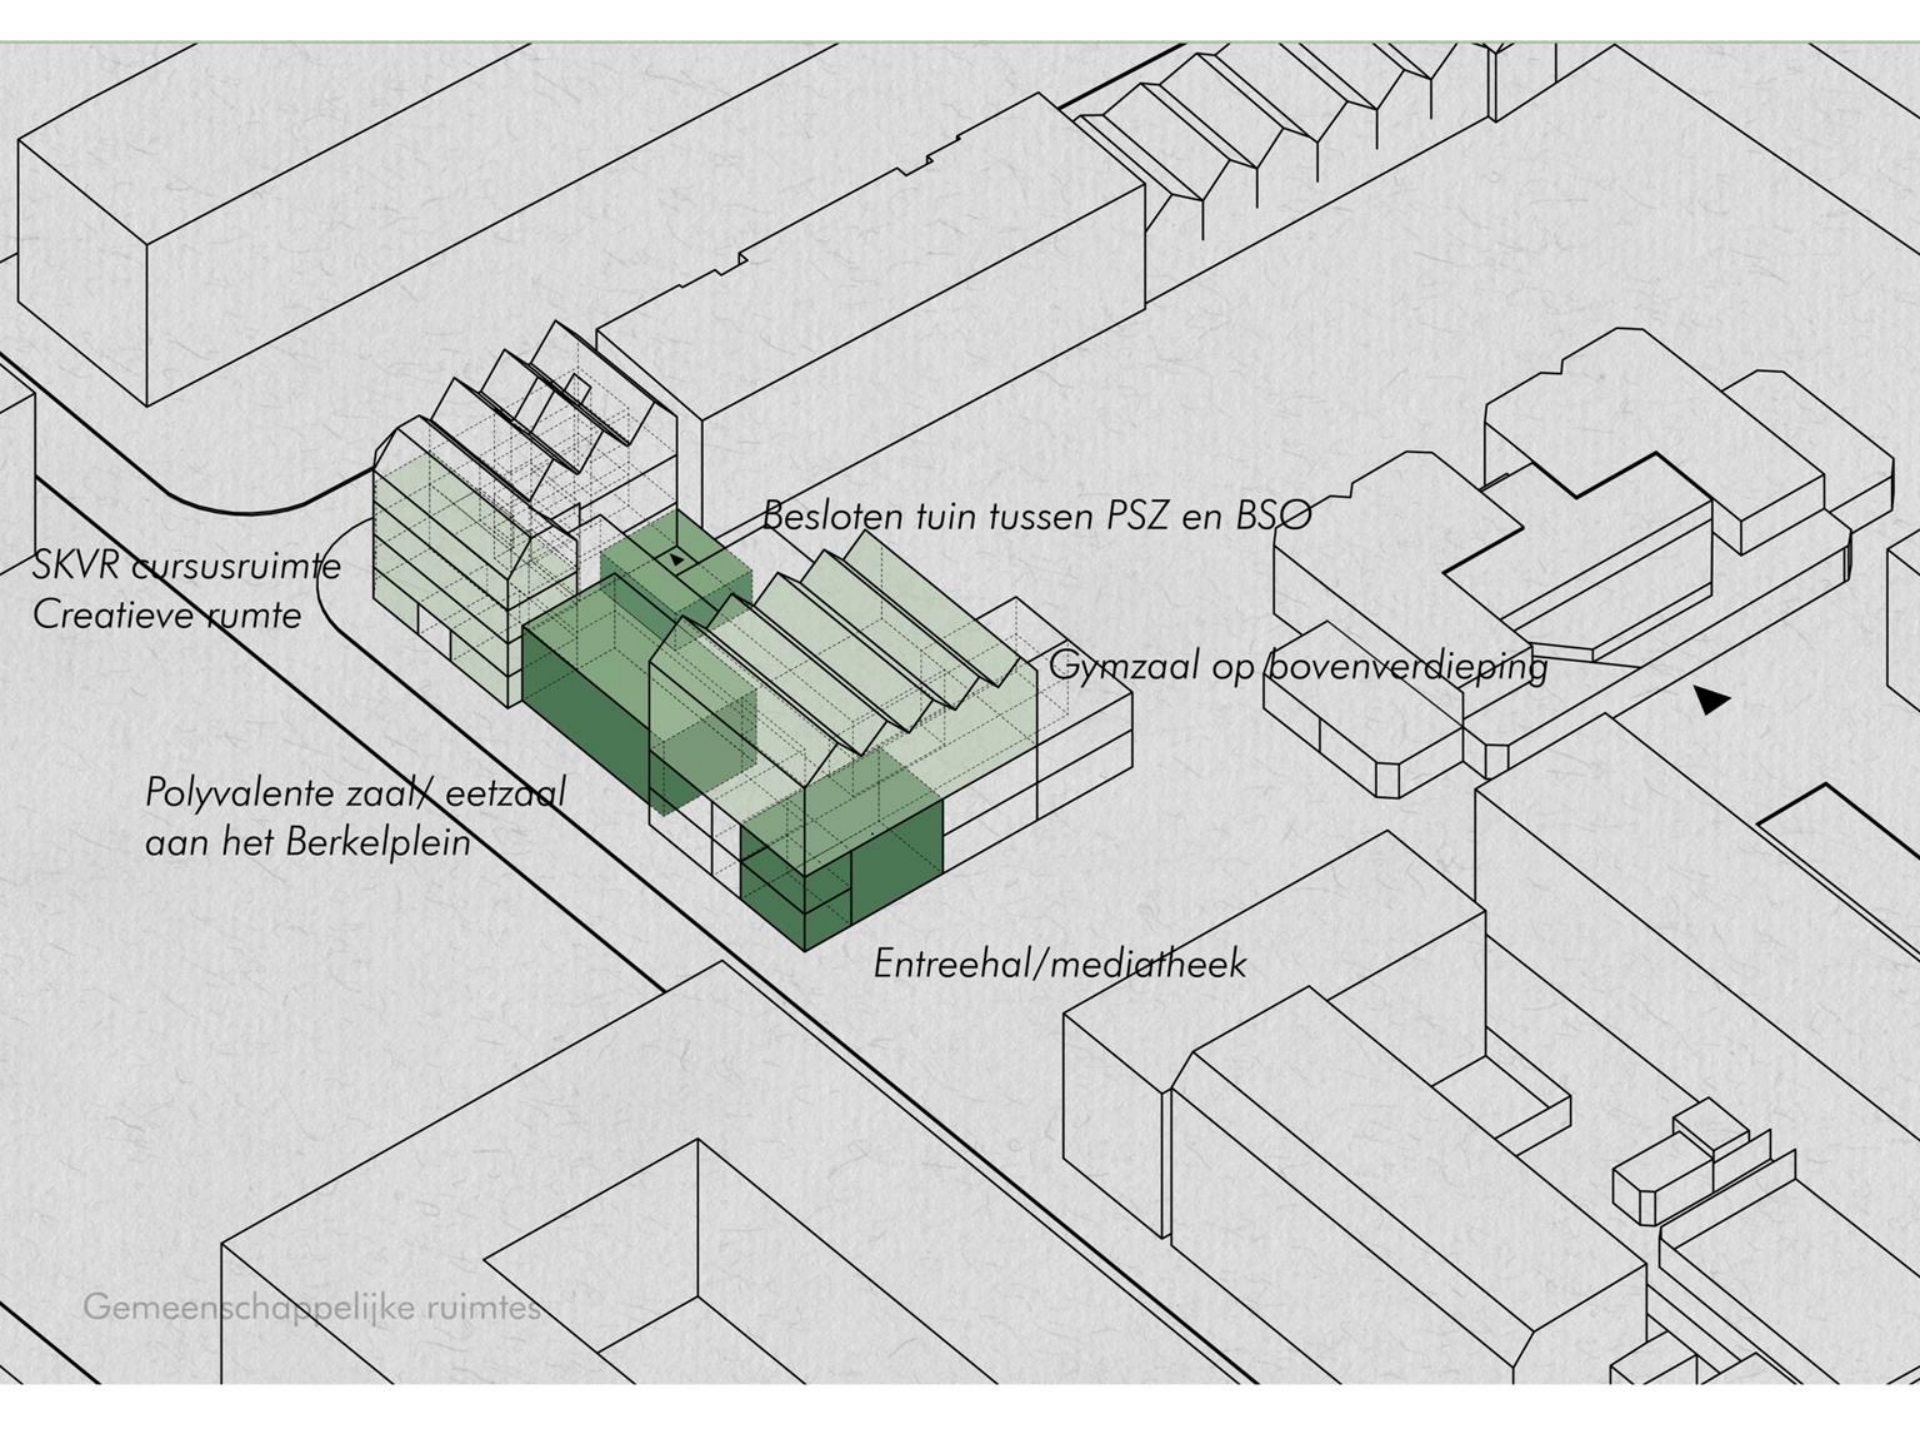 Besloten tuin tussen PSZ en BSO
SKVR cursusruimte
Creatieve rumte
Gymzaal op bovenverdieping
Polyvalente zaal/ eetzaal
aan het Berkelplein
Entreehal/mediatheek
Gemeenschappelijke ruimtes